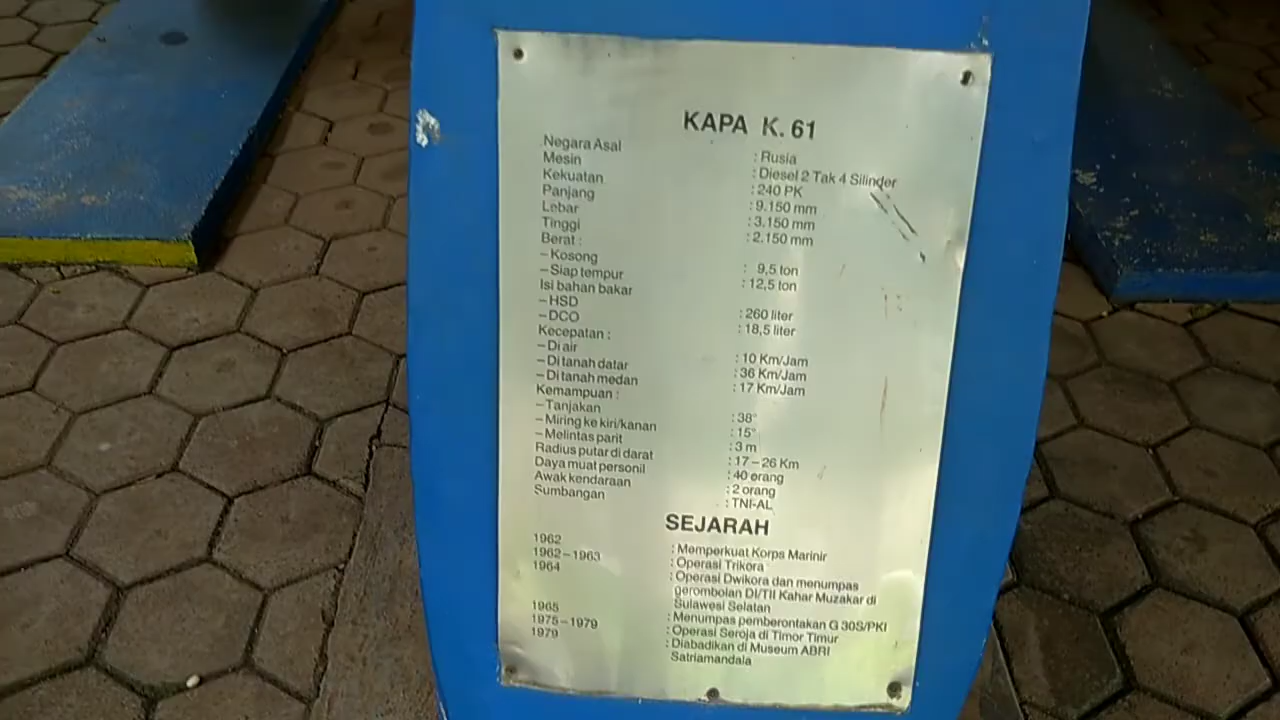 KAPA K. 61
Negara Asal : Rusia
Mesin : Diesel 2 Tak 4 Silinder
Kekuatan : 240 PK
Panjang : 9.150 mm
Lebar : 3.150 mm
Tinggi : 2.150 mm
Berat :
– Kosong : 9,5 ton
– Siap tempur : 12,5 ton
Isi bahan bakar
– HSD : 260 liter
– DCO : 18,5 liter
Kecepatan :
– Di air : 10 Km/Jam
– Di tanah datar : 36 Km/Jam
– Di tanah medan : 17 Km/Jam
Kemampuan :
– Tanjakan : 38°
– Miring ke kiri/kanan : 15°
– Melintas parit : 3 m
Radius putar di darat : 17 – 26 Km
Daya muat personil : 40 orang
Awak kendaraan : 2 orang
Sumbangan : TNI-AL
SEJARAH
1962 : Memperkuat Korps Marinir
1962 – 1963 : Operasi Trikora
1964 : Operasi Dwikora dan menumpas
gerombolan DI/TII Kahar Muzakar di
Sulawesi Selatan
1965 : Menumpas pemberontakan G 30S/PKI
1975 – 1979 : Operasi Seroja di Timor Timur
1979 : Diabadikan di Museum ABRI
Satriamandala